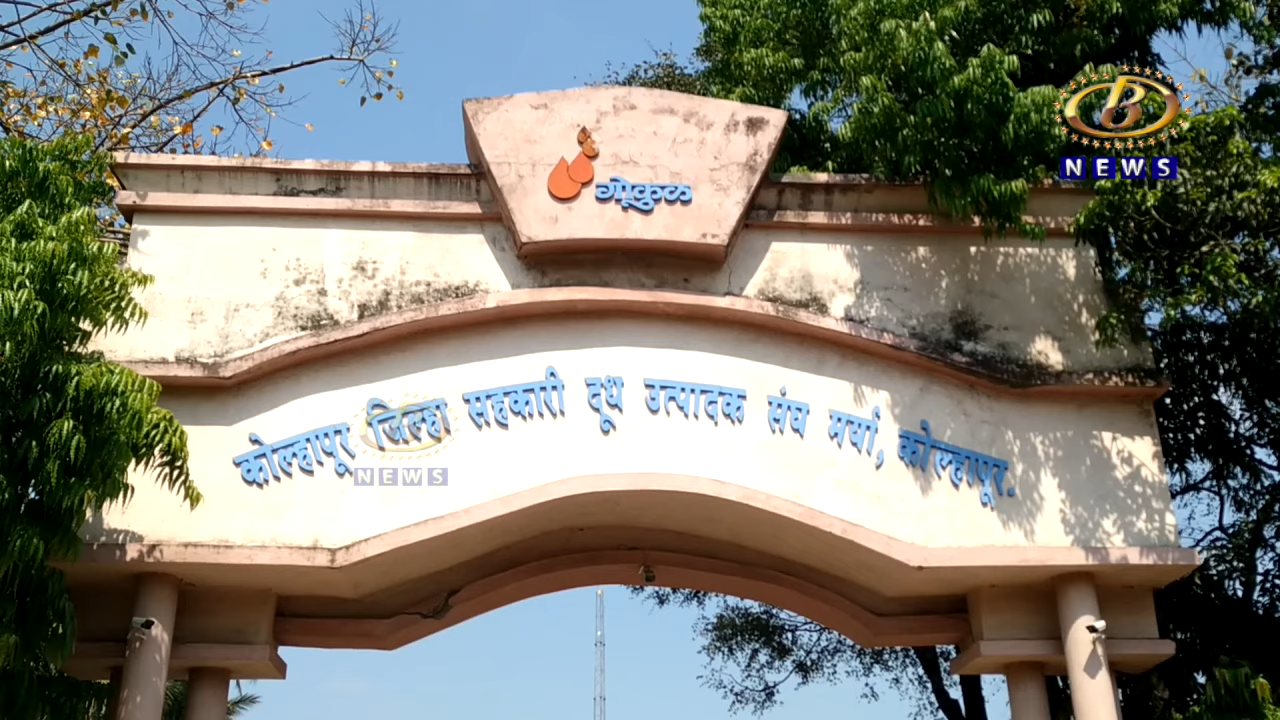 B
NEWS
गोकुळ
कोल्हापूर जिल्हा सहकारी दूध उत्पादक संघ मर्या, कोल्हापूर.
NEWS